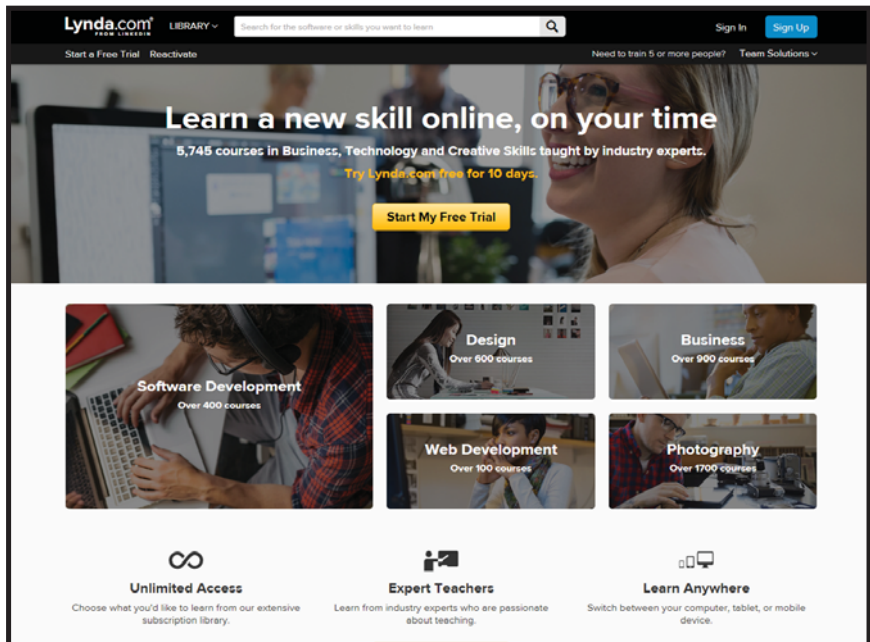 Lynda.com®
FROM LINKEDIN
LIBRARY
Search for the software or skills you want to learn
Sign In
Sign Up
Start a Free Trial
Reactivate
Need to train 5 or more people?
Team Solutions
Learn a new skill online, on your time
5,745 courses in Business, Technology and Creative Skills taught by industry experts.
Try Lynda.com free for 10 days.
Start My Free Trial
Software Development
Over 400 courses
Design
Over 600 courses
Business
Over 900 courses
Web Development
Over 100 courses
Photography
Over 1700 courses
Unlimited Access
Choose what you'd like to learn from our extensive
subscription library.
Expert Teachers
Learn from industry experts who are passionate
about teaching.
Learn Anywhere
Switch between your computer, tablet, or mobile
device.